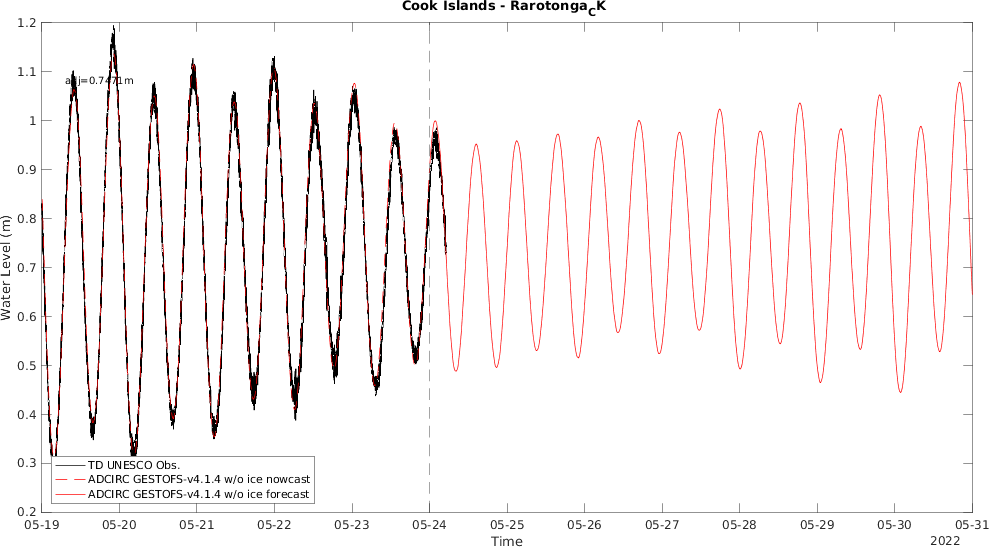 Cook Islands - Rarotonga_CK
1.2
1.1
adj=0.7471m
1
0.9
0.8
0.7
0.6
0.5
0.4
0.3
0.2
Water Level (m)
TD UNESCO Obs.
ADCIRC GESTOFS-v4.1.4 w/o ice nowcast
ADCIRC GESTOFS-v4.1.4 w/o ice forecast
05-19 05-20 05-21 05-22 05-23 05-24 05-25 05-26 05-27 05-28 05-29 05-30 05-31
Time
2022